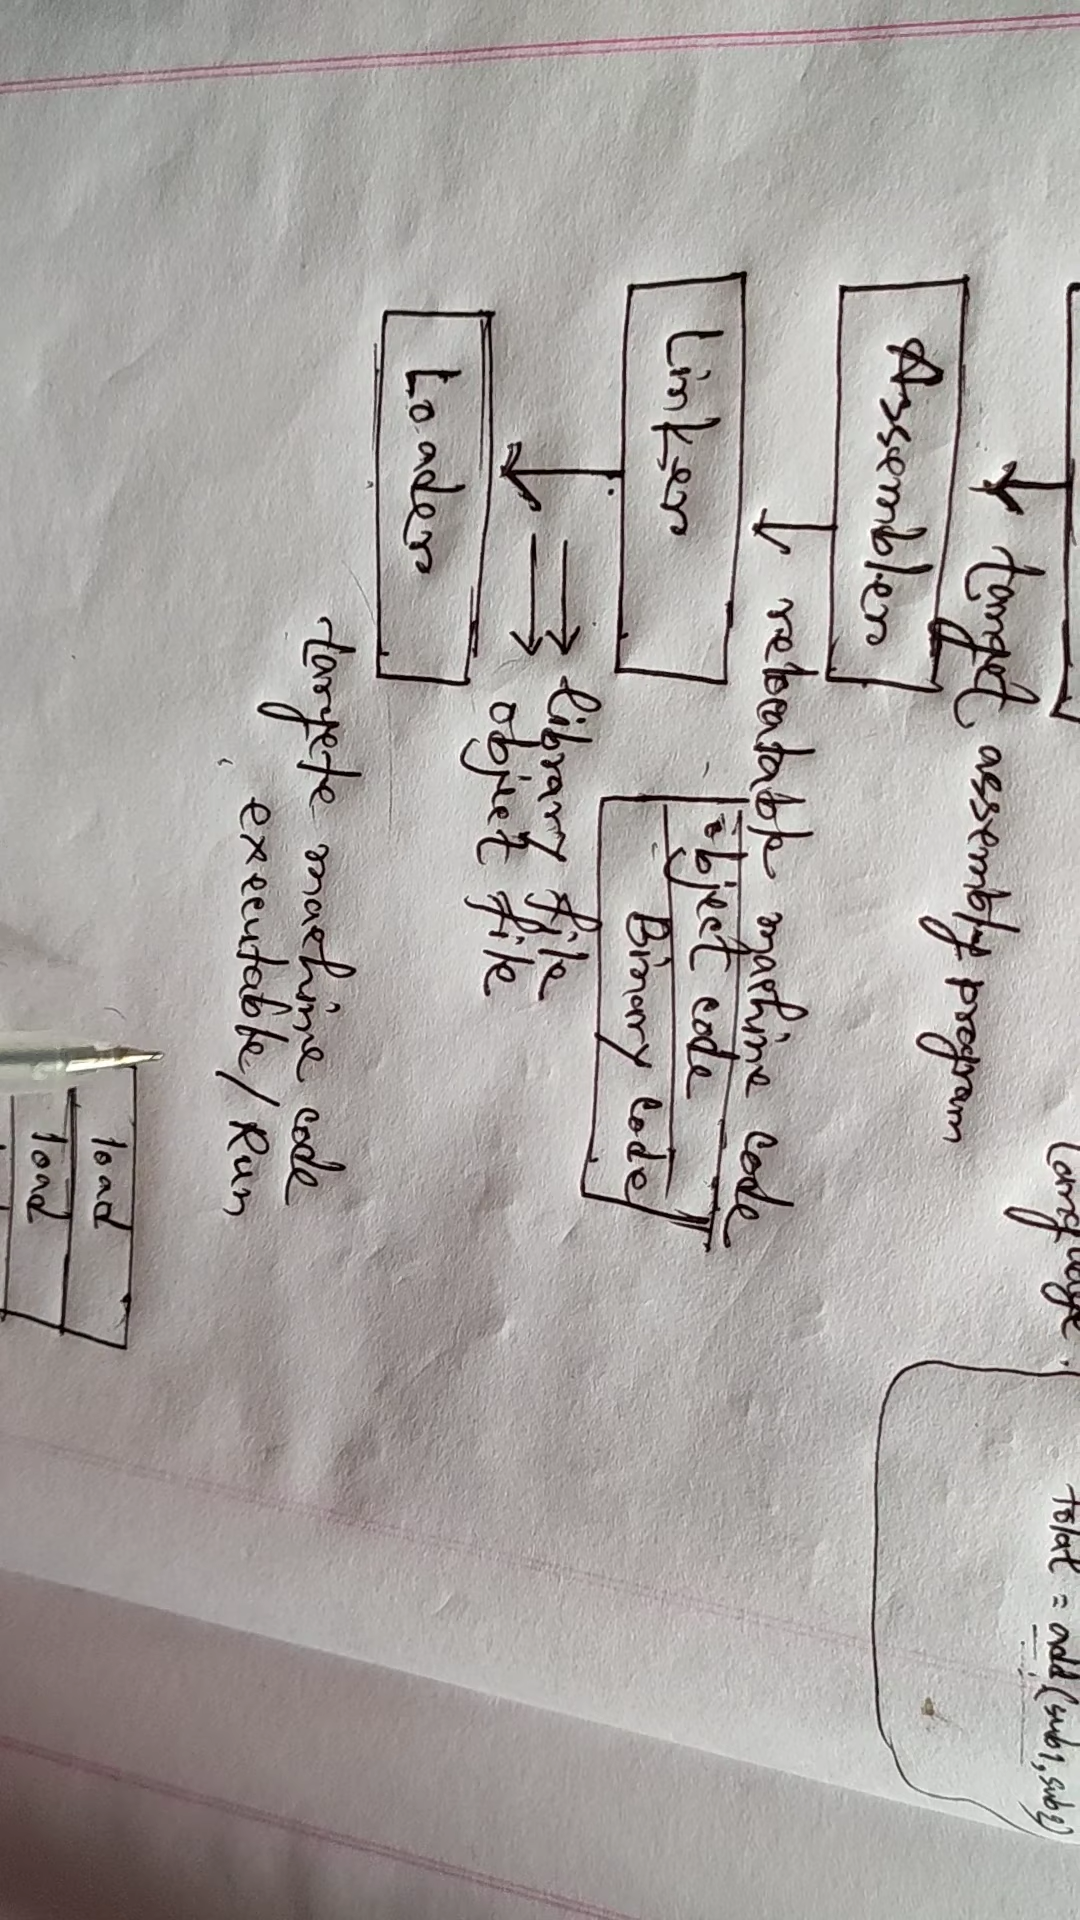 total = add(sub1, sub2)
language.
target assembly program
Assembler
relocatable machine code
object code
Binary code
Linker
library file
object file
Loader
targete machine code
executable/Run
load
load